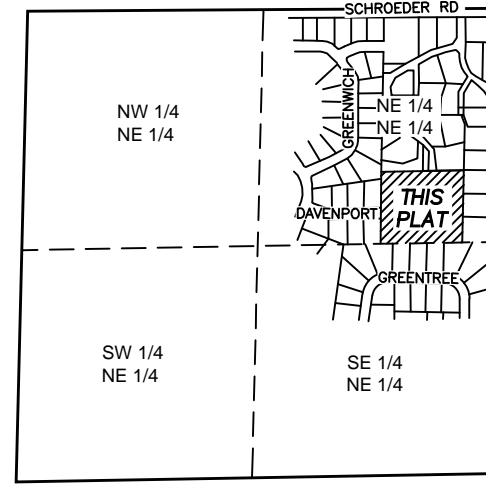 SCHROEDER RD
NW 1/4
NE 1/4
GREENWICH
NE 1/4
NE 1/4
THIS
PLAT
DAVENPORT
GREENTREE
SW 1/4
NE 1/4
SE 1/4
NE 1/4